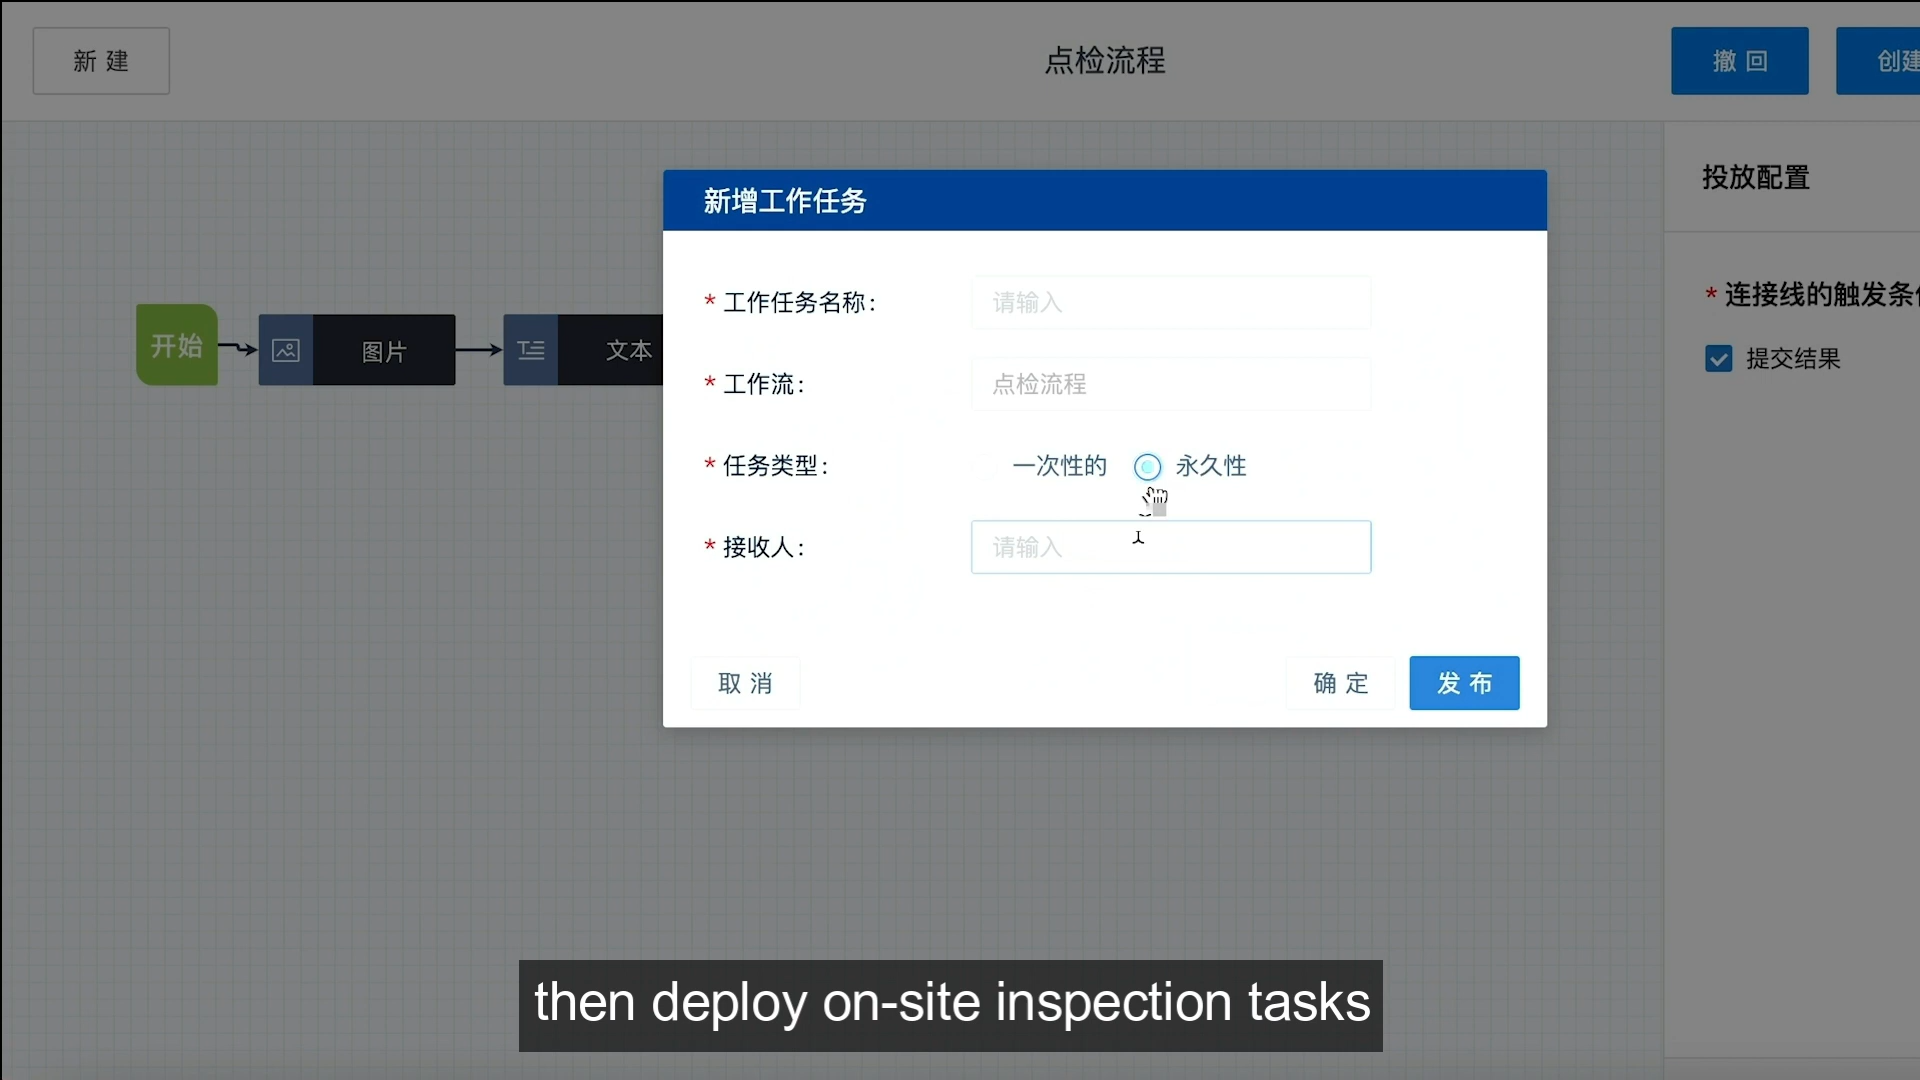 新建
点检流程
撤回
创建
投放配置
新增工作任务
* 工作任务名称:
请输入
* 工作流:
点检流程
* 任务类型:
一次性的
永久性
* 接收人:
请输入
取消
确定
发布
开始
图片
文本
* 连接线的触发条
提交结果
then deploy on-site inspection tasks